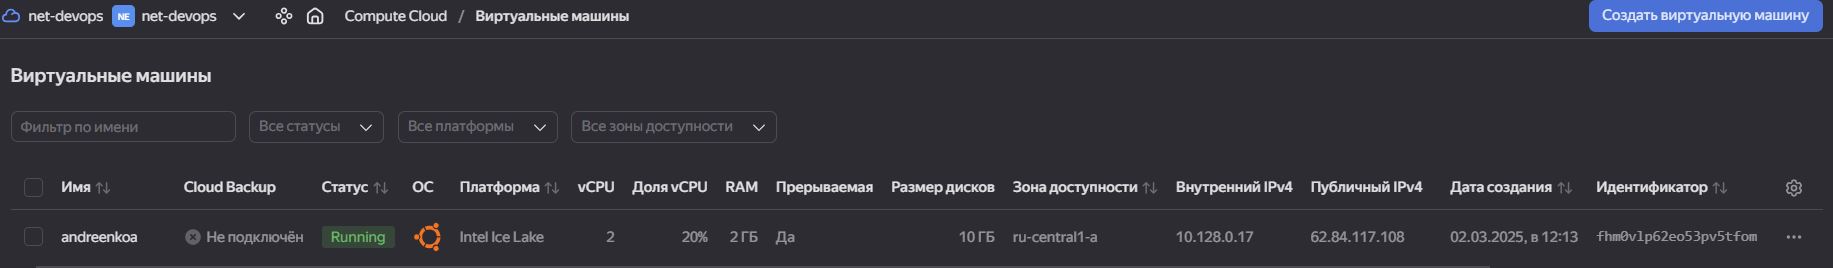 net-devops NE net-devops Compute Cloud / Виртуальные машины Создать виртуальную машину
Виртуальные машины
Фильтр по имени Все статусы Все платформы Все зоны доступности
Имя Cloud Backup Статус ОС Платформа vCPU Доля vCPU RAM Прерываемая Размер дисков Зона доступности Внутренний IPv4 Публичный IPv4 Дата создания Идентификатор
andreenkoa Не подключён Running Intel Ice Lake 2 20% 2 ГБ Да 10 ГБ ru-central1-a 10.128.0.17 62.84.117.108 02.03.2025, в 12:13 fhm0vlp62eo53pv5tfom